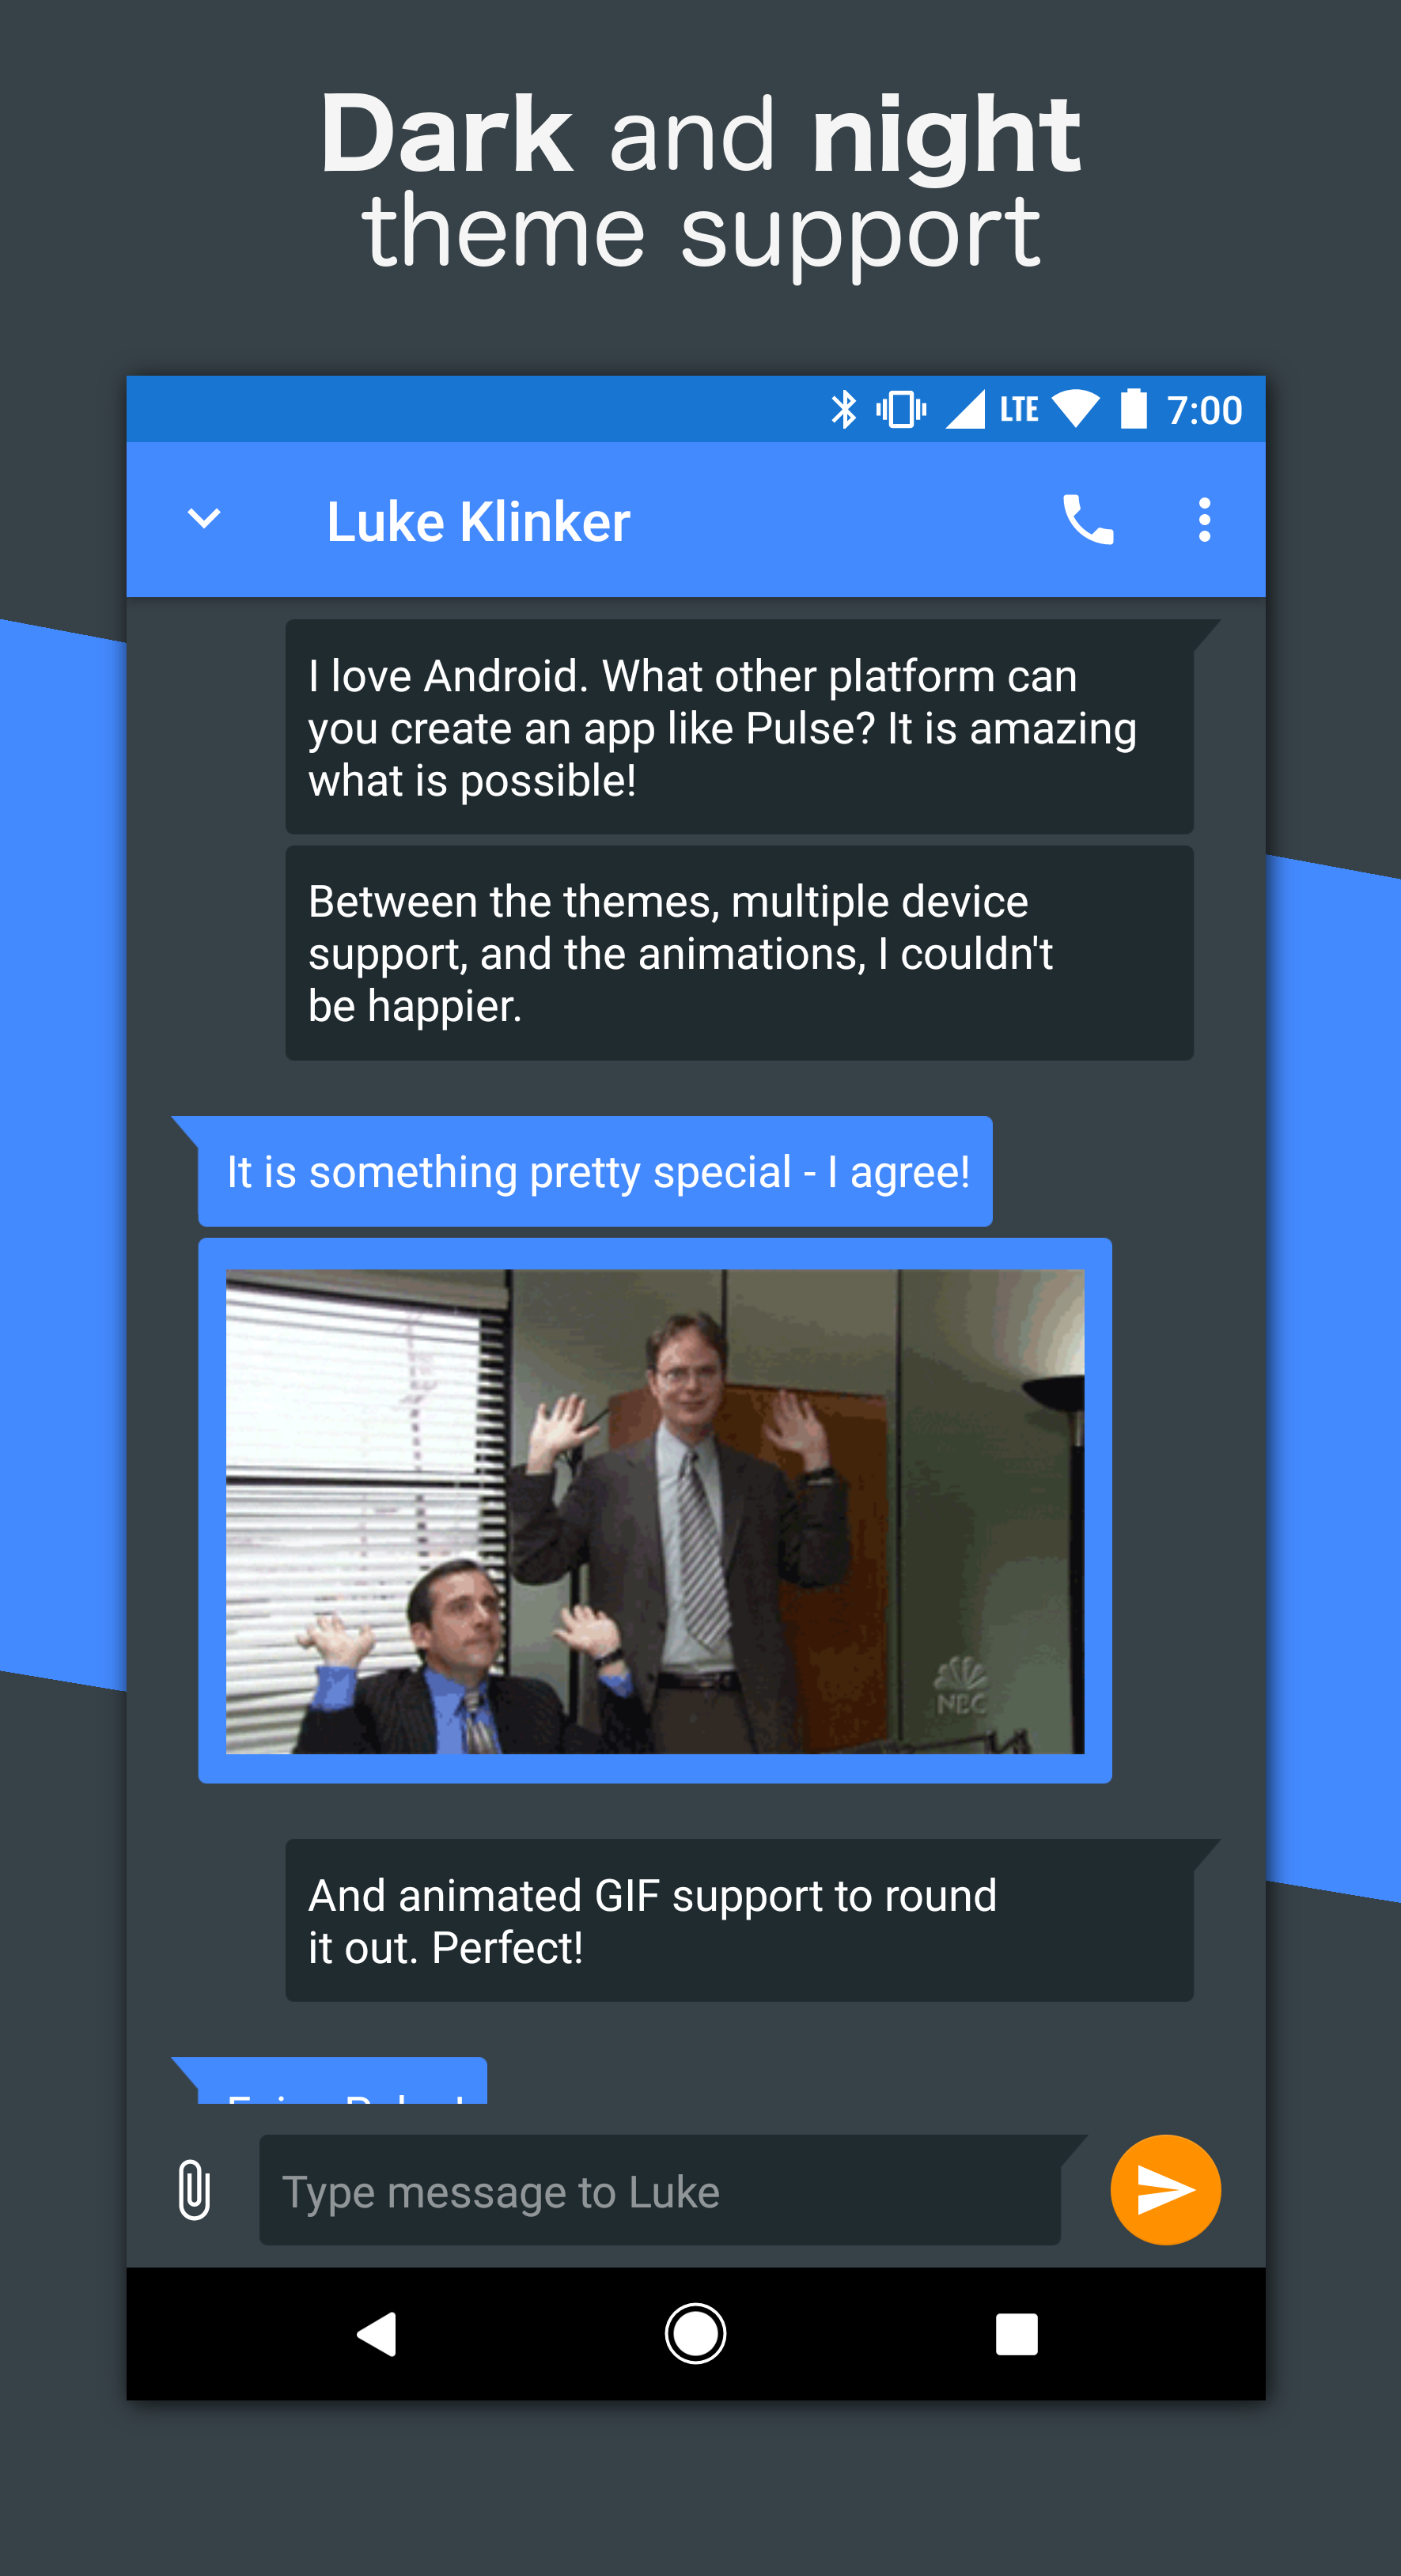 Dark and night
theme support
LTE 7:00
Luke Klinker
I love Android. What other platform can
you create an app like Pulse? It is amazing
what is possible!
Between the themes, multiple device
support, and the animations, I couldn't
be happier.
It is something pretty special - I agree!
NBC
And animated GIF support to round
it out. Perfect!
Type message to Luke